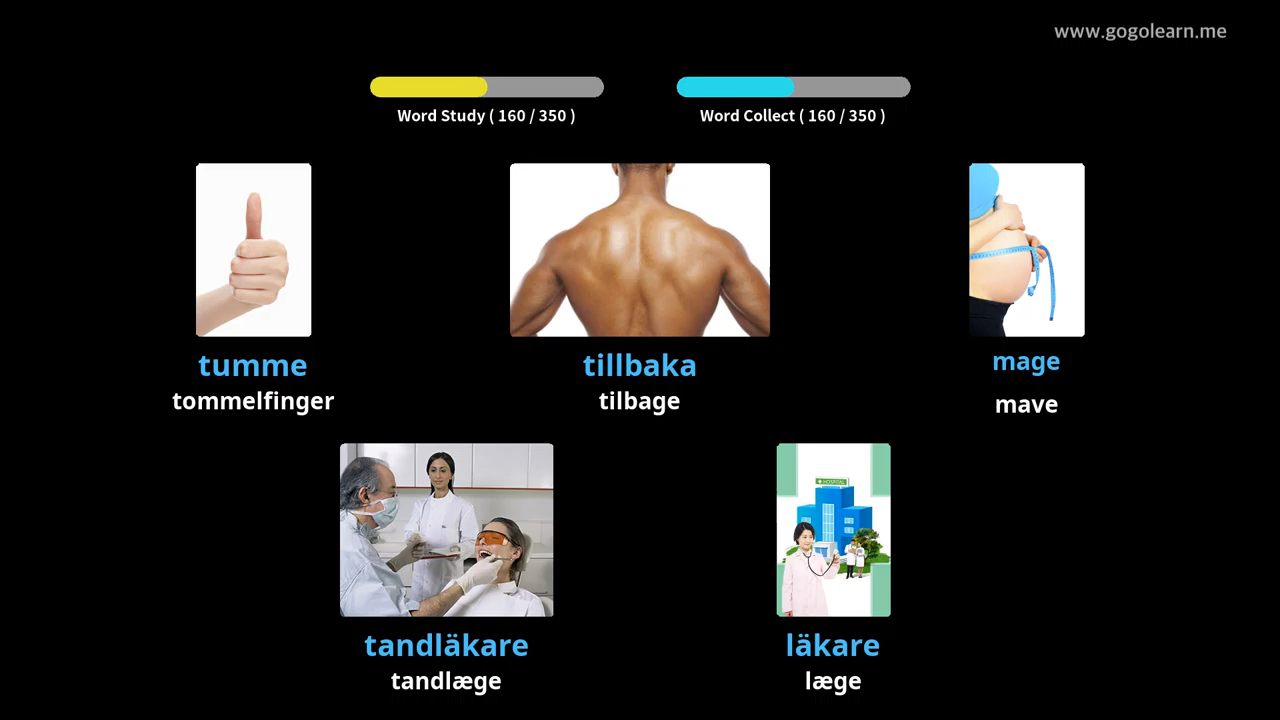 www.gogolearn.me
Word Study ( 160 / 350 )
Word Collect ( 160 / 350 )
tumme
tillbaka
mage
tommelfinger
tilbage
mave
HOSPITAL
tandläkare
läkare
tandlæge
læge